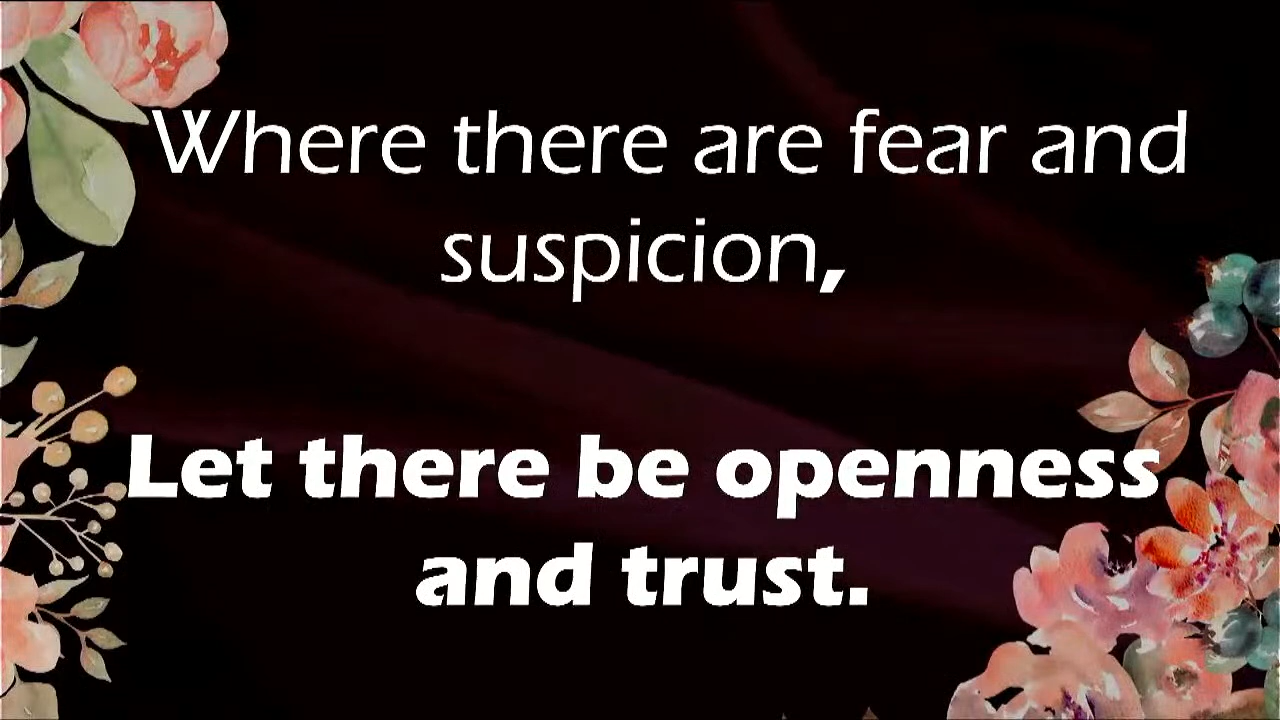 Where there are fear and
suspicion,
Let there be openness
and trust.